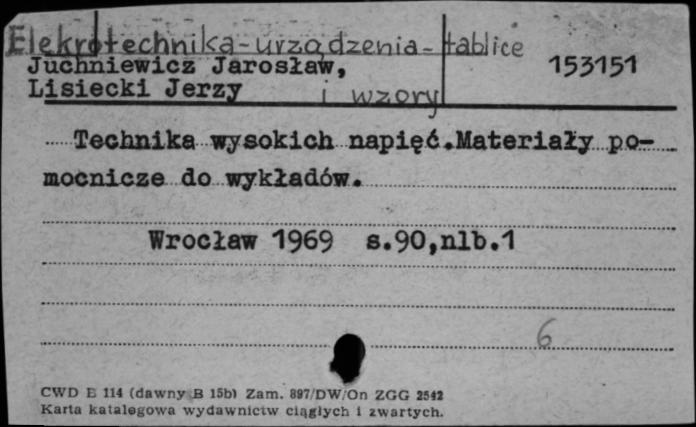 Elekrotechnika-urządzenia-tablice
Juchniewicz Jarosław, 153151
Lisiecki Jerzy i wzory
Technika wysokich napięć.Materiały po-
mocnicze do wykładów.
Wrocław 1969 s.90,nlb.1
6
CWD E 114 (dawny B 15b) Zam. 897/DW/On ZGG 2542
Karta katalogowa wydawnictw ciągłych i zwartych.